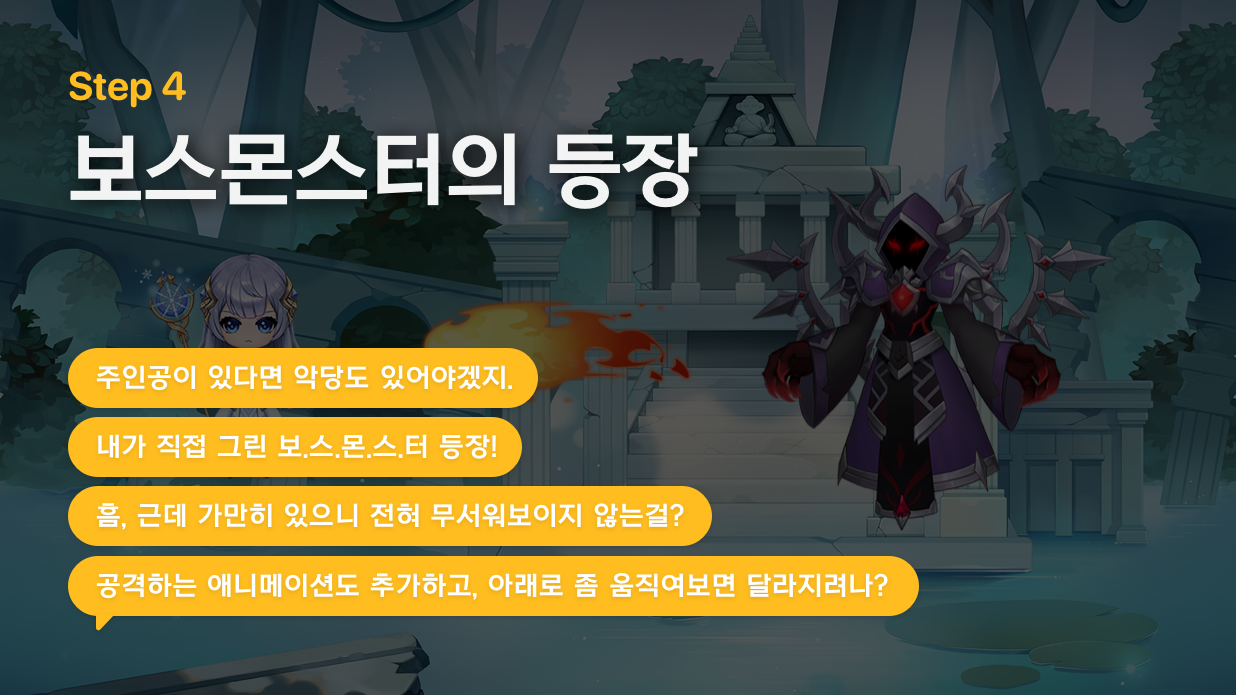 Step 4
보스몬스터의 등장
주인공이 있다면 악당도 있어야겠지.
내가 직접 그린 보.스.몬.스.터 등장!
흠, 근데 가만히 있으니 전혀 무서워보이지 않는걸?
공격하는 애니메이션도 추가하고, 아래로 좀 움직여보면 달라지려나?